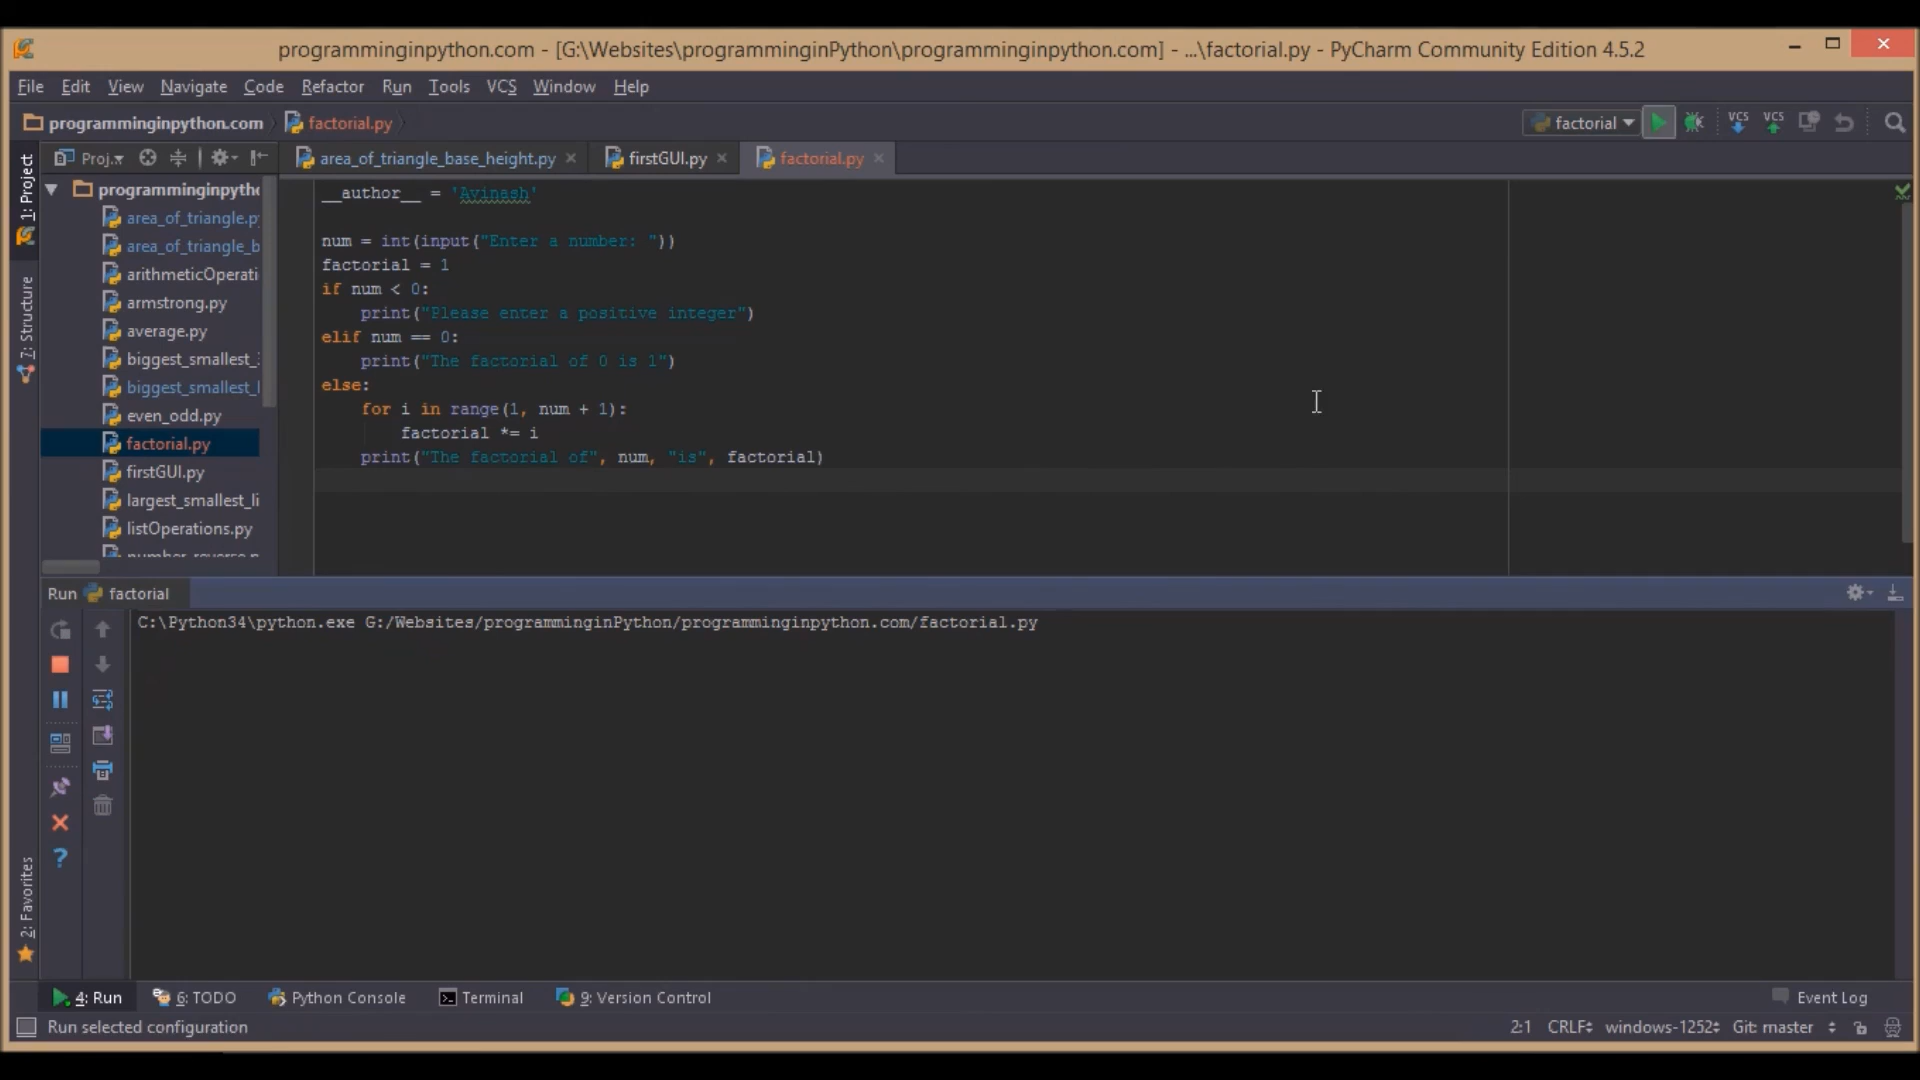 programminginpython.com - [G:\Websites\programminginPython\programminginpython.com] - ...\factorial.py - PyCharm Community Edition 4.5.2
File Edit View Navigate Code Refactor Run Tools VCS Window Help
programminginpython.com factorial.py factorial VCS VCS
1: Project
7: Structure
2: Favorites
Proj... area_of_triangle_base_height.py firstGUI.py factorial.py
programminginpytho
area_of_triangle.p
area_of_triangle_b
arithmeticOperati
armstrong.py
average.py
biggest_smallest_
biggest_smallest_l
even_odd.py
factorial.py
firstGUI.py
largest_smallest_li
listOperations.py
__author__ = 'Avinash'
num = int(input("Enter a number: "))
factorial = 1
if num < 0:
    print("Please enter a positive integer")
elif num == 0:
    print("The factorial of 0 is 1")
else:
    for i in range(1, num + 1):
        factorial *= i
    print("The factorial of", num, "is", factorial)
Run factorial
C:\Python34\python.exe G:/Websites/programminginPython/programminginpython.com/factorial.py
4: Run 6: TODO Python Console Terminal 9: Version Control Event Log
Run selected configuration 2:1 CRLF windows-1252 Git: master